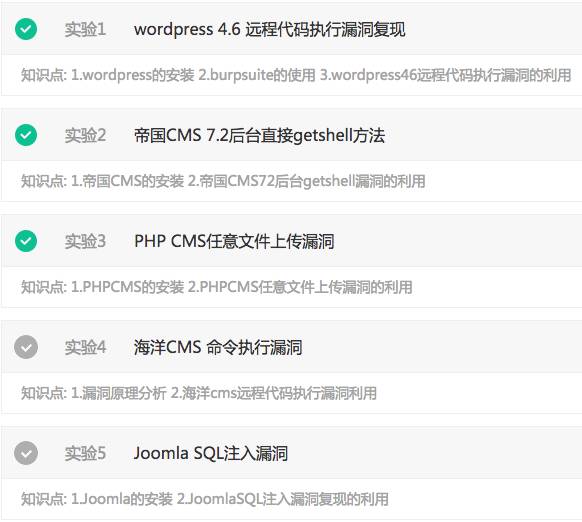 实验1 wordpress 4.6 远程代码执行漏洞复现
知识点: 1.wordpress的安装 2.burpsuite的使用 3.wordpress46远程代码执行漏洞的利用
实验2 帝国CMS 7.2后台直接getshell方法
知识点: 1.帝国CMS的安装 2.帝国CMS72后台getshell漏洞的利用
实验3 PHP CMS任意文件上传漏洞
知识点: 1.PHPCMS的安装 2.PHPCMS任意文件上传漏洞的利用
实验4 海洋CMS 命令执行漏洞
知识点: 1.漏洞原理分析 2.海洋cms远程代码执行漏洞利用
实验5 Joomla SQL注入漏洞
知识点: 1.Joomla的安装 2.JoomlaSQL注入漏洞复现的利用